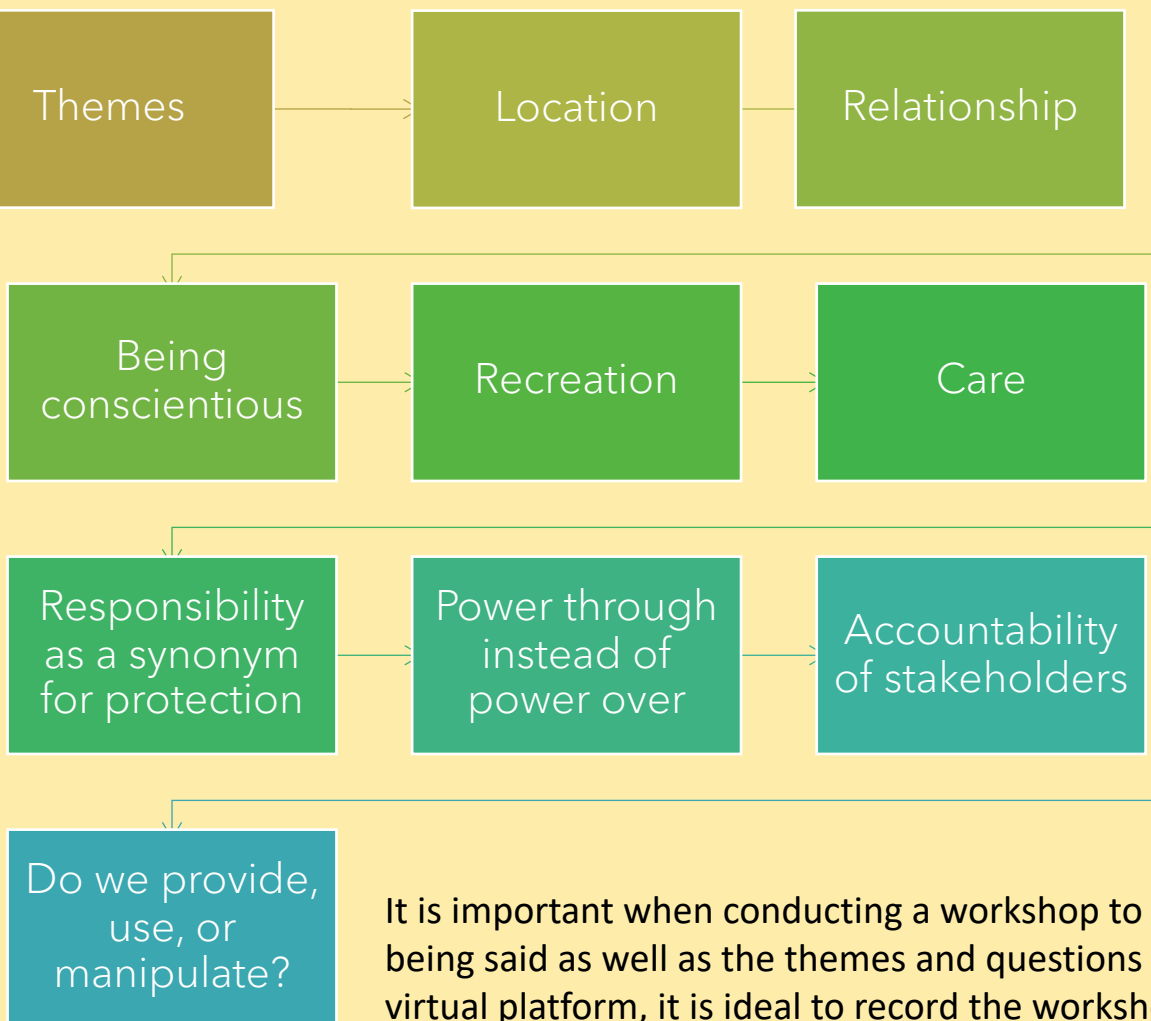 Themes
Location
Relationship
Being
conscientious
Recreation
Care
Responsibility
as a synonym
for protection
Power through
instead of
power over
Accountability
of stakeholders
Do we provide,
use, or
manipulate?
It is important when conducting a workshop to
being said as well as the themes and questions
virtual platform, it is ideal to record the worksh